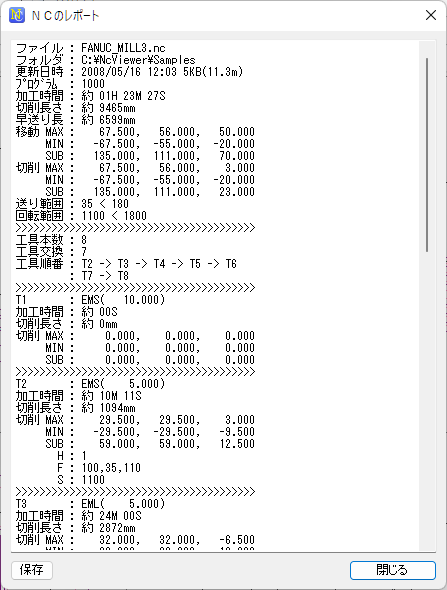 NCのレポート
ファイル : FANUC_MILL3.nc
フォルダ : C:¥NcViewer¥Samples
更新日時 : 2008/05/16 12:03 5KB(11.3m)
ﾌﾟﾛｸﾞﾗﾑ : 1000
加工時間 : 約 01H 23M 27S
切削長さ : 約 9465mm
早送り長 : 約 6599mm
移動 MAX : 67.500, 56.000, 50.000
MIN : -67.500, -55.000, -20.000
SUB : 135.000, 111.000, 70.000
切削 MAX : 67.500, 56.000, 3.000
MIN : -67.500, -55.000, -20.000
SUB : 135.000, 111.000, 23.000
送り範囲 : 35 < 180
回転範囲 : 1100 < 1800
>>>>>>>>>>>>>>>>>>>>>>>>>>>>>>>>>>>>>>>>
工具本数 : 8
工具交換 : 7
工具順番 : T2 -> T3 -> T4 -> T5 -> T6
: T7 -> T8
>>>>>>>>>>>>>>>>>>>>>>>>>>>>>>>>>>>>>>>>
T1 : EMS( 10.000)
加工時間 : 約 00S
切削長さ : 約 0mm
切削 MAX : 0.000, 0.000, 0.000
MIN : 0.000, 0.000, 0.000
SUB : 0.000, 0.000, 0.000
>>>>>>>>>>>>>>>>>>>>>>>>>>>>>>>>>>>>>>>>
T2 : EMS( 5.000)
加工時間 : 約 10M 11S
切削長さ : 約 1094mm
切削 MAX : 29.500, 29.500, 3.000
MIN : -29.500, -29.500, -9.500
SUB : 59.000, 59.000, 12.500
H : 1
F : 100,35,110
S : 1100
>>>>>>>>>>>>>>>>>>>>>>>>>>>>>>>>>>>>>>>>
T3 : EML( 5.000)
加工時間 : 約 24M 00S
切削長さ : 約 2872mm
切削 MAX : 32.000, 32.000, -6.500
保存
閉じる